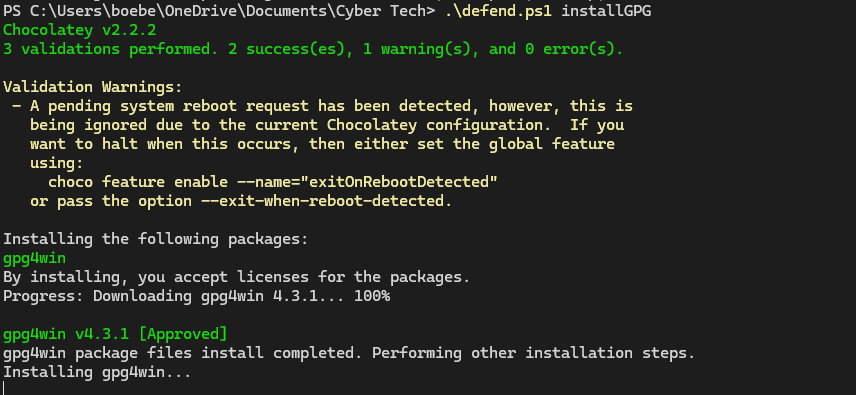 PS C:\Users\boebe\OneDrive\Documents\Cyber Tech> .\defend.ps1 installGPG
Chocolatey v2.2.2
3 validations performed. 2 success(es), 1 warning(s), and 0 error(s).

Validation Warnings:
 - A pending system reboot request has been detected, however, this is
   being ignored due to the current Chocolatey configuration.  If you
   want to halt when this occurs, then either set the global feature
   using:
     choco feature enable --name="exitOnRebootDetected"
   or pass the option --exit-when-reboot-detected.

Installing the following packages:
gpg4win
By installing, you accept licenses for the packages.
Progress: Downloading gpg4win 4.3.1... 100%

gpg4win v4.3.1 [Approved]
gpg4win package files install completed. Performing other installation steps.
Installing gpg4win...